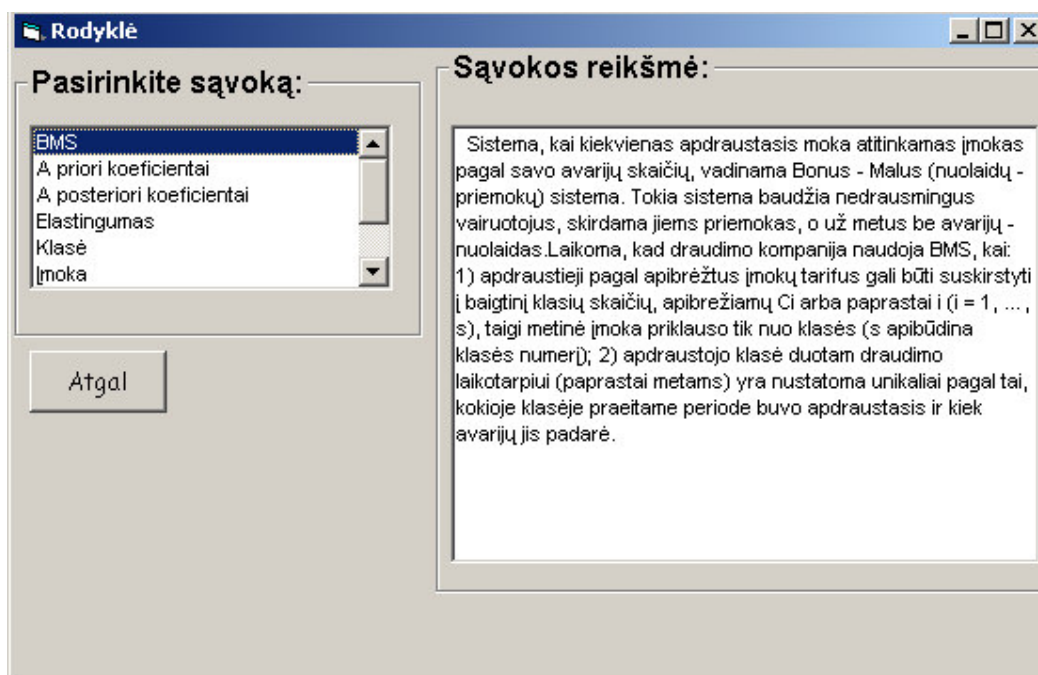 Rodyklė
Pasirinkite sąvoką:
BMS
A priori koeficientai
A posteriori koeficientai
Elastingumas
Klasė
Įmoka
Atgal
Sąvokos reikšmė:
Sistema, kai kiekvienas apdraustasis moka atitinkamas įmokas
pagal savo avarijų skaičių, vadinama Bonus - Malus (nuolaidų -
priemokų) sistema. Tokia sistema baudžia nedrausmingus
vairuotojus, skirdama jiems priemokas, o už metus be avarijų -
nuolaidas.Laikoma, kad draudimo kompanija naudoja BMS, kai:
1) apdraustieji pagal apibrėžtus įmokų tarifus gali būti suskirstyti
į baigtinį klasių skaičių, apibrežiamų Ci arba paprastai i (i = 1, ... ,
s), taigi metinė įmoka priklauso tik nuo klasės (s apibūdina
klasės numerį); 2) apdraustojo klasė duotam draudimo
laikotarpiui (paprastai metams) yra nustatoma unikaliai pagal tai,
kokioje klasėje praeitame periode buvo apdraustasis ir kiek
avarijų jis padarė.